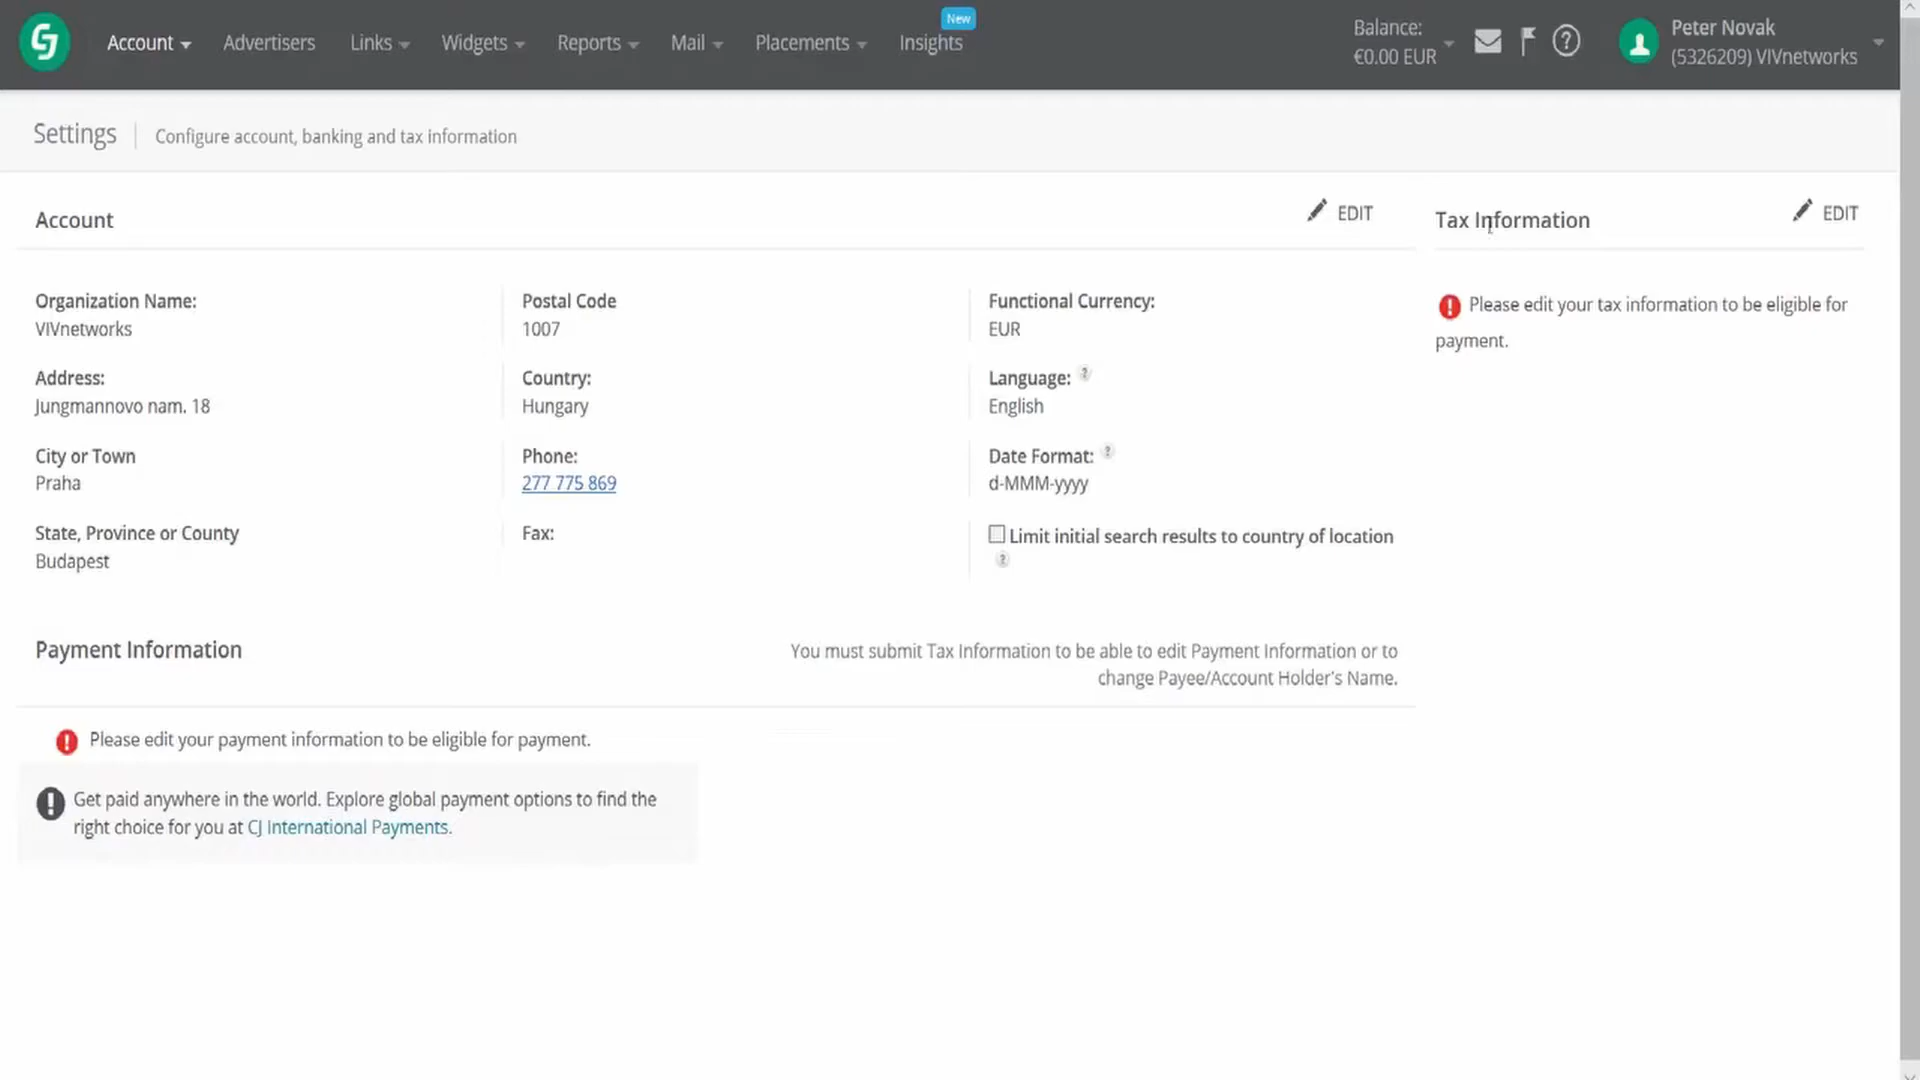 New
Account Advertisers Links Widgets Reports Mail Placements Insights
Balance:
€0.00 EUR
Peter Novak
(5326209) VIVnetworks
Settings Configure account, banking and tax information
Account
EDIT
Organization Name:
VIVnetworks
Address:
Jungmannovo nam. 18
City or Town
Praha
State, Province or County
Budapest
Postal Code
1007
Country:
Hungary
Phone:
277 775 869
Fax:
Functional Currency:
EUR
Language: ?
English
Date Format: ?
d-MMM-yyyy
Limit initial search results to country of location
?
Tax Information
EDIT
Please edit your tax information to be eligible for
payment.
Payment Information
You must submit Tax Information to be able to edit Payment Information or to
change Payee/Account Holder's Name.
Please edit your payment information to be eligible for payment.
Get paid anywhere in the world. Explore global payment options to find the
right choice for you at CJ International Payments.